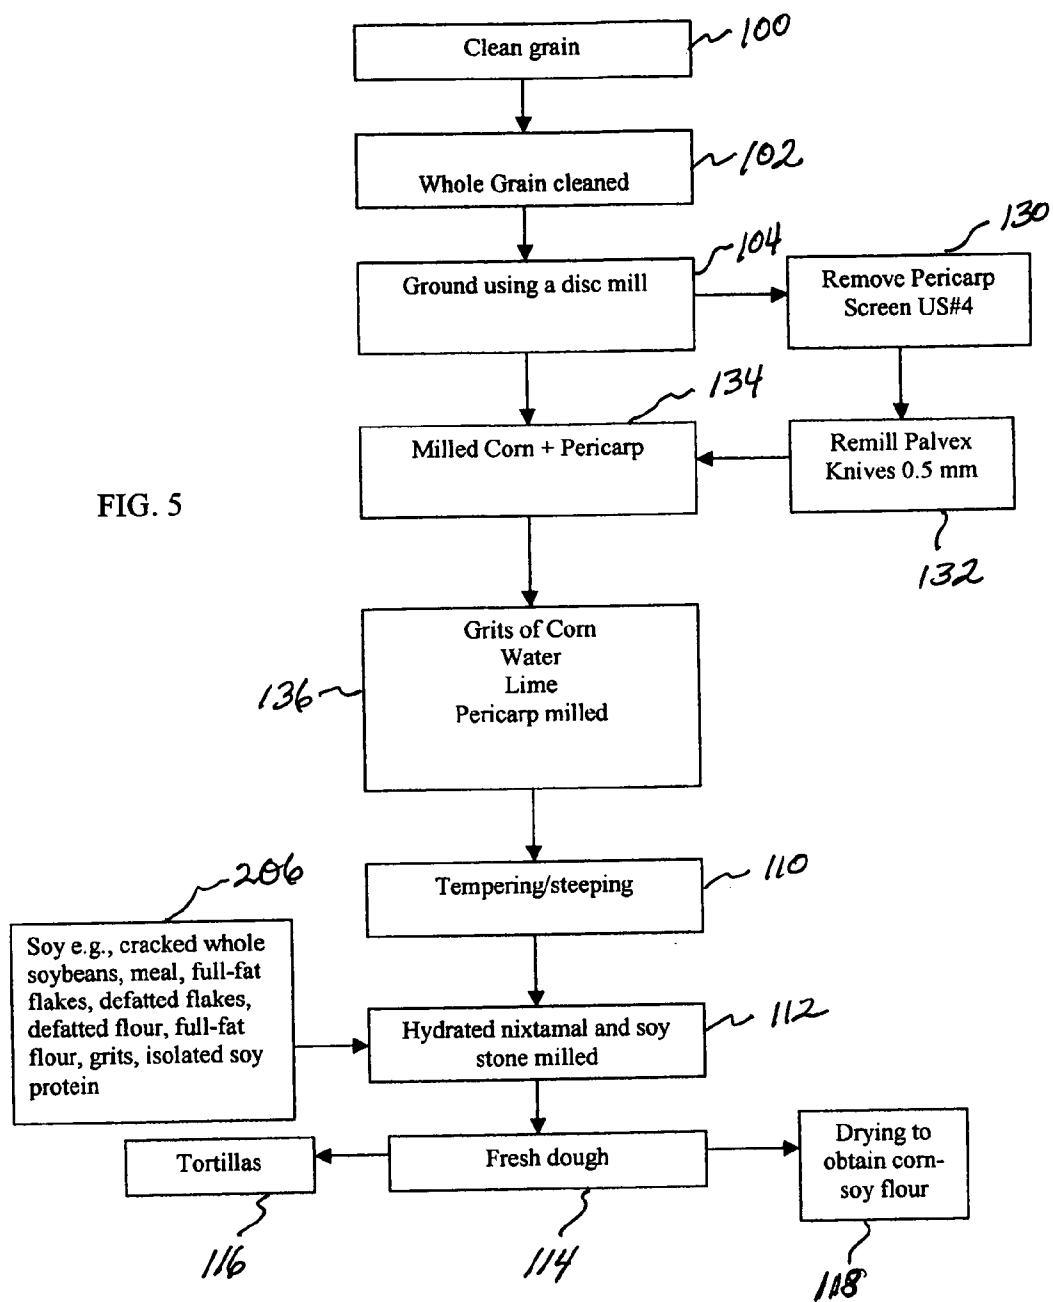 Clean grain
100
Whole Grain cleaned
102
Ground using a disc mill
104
Remove Pericarp
Screen US#4
130
Milled Corn + Pericarp
134
Remill Palvex
Knives 0.5 mm
132
FIG. 5
Grits of Corn
Water
Lime
Pericarp milled
136
Tempering/steeping
110
206
Soy e.g., cracked whole
soybeans, meal, full-fat
flakes, defatted flakes,
defatted flour, full-fat
flour, grits, isolated soy
protein
Hydrated nixtamal and soy
stone milled
112
Tortillas
116
Fresh dough
114
Drying to
obtain corn-
soy flour
118